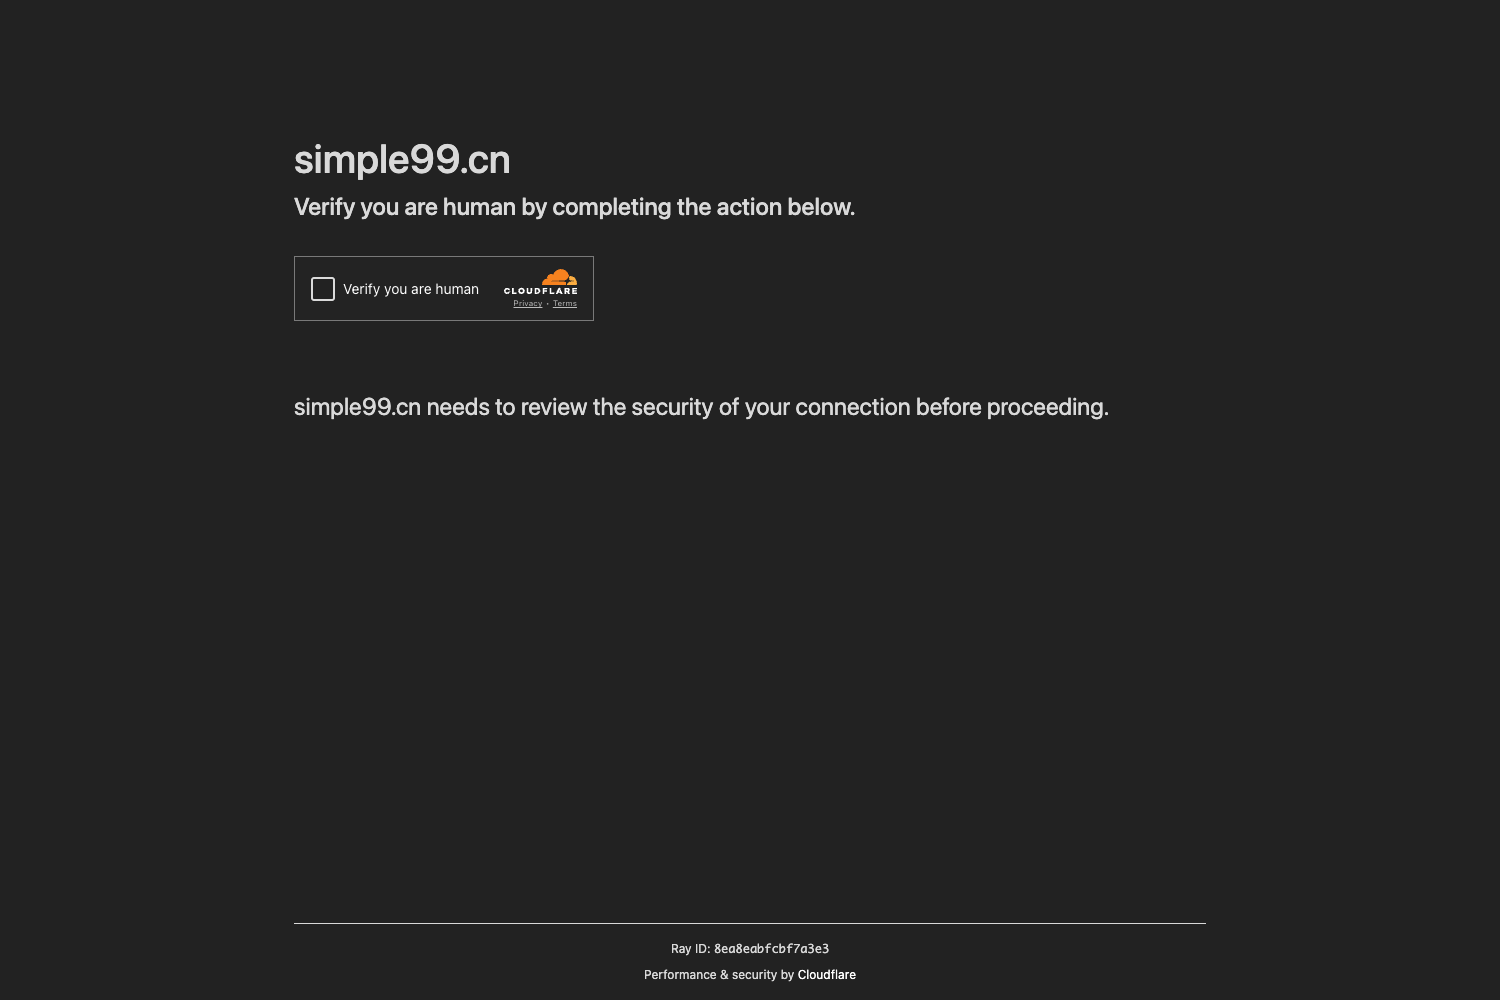 simple99.cn
Verify you are human by completing the action below.
Verify you are human
CLOUDFLARE
Privacy • Terms
simple99.cn needs to review the security of your connection before proceeding.
Ray ID: 8ea8eabfcbf7a3e3
Performance & security by Cloudflare